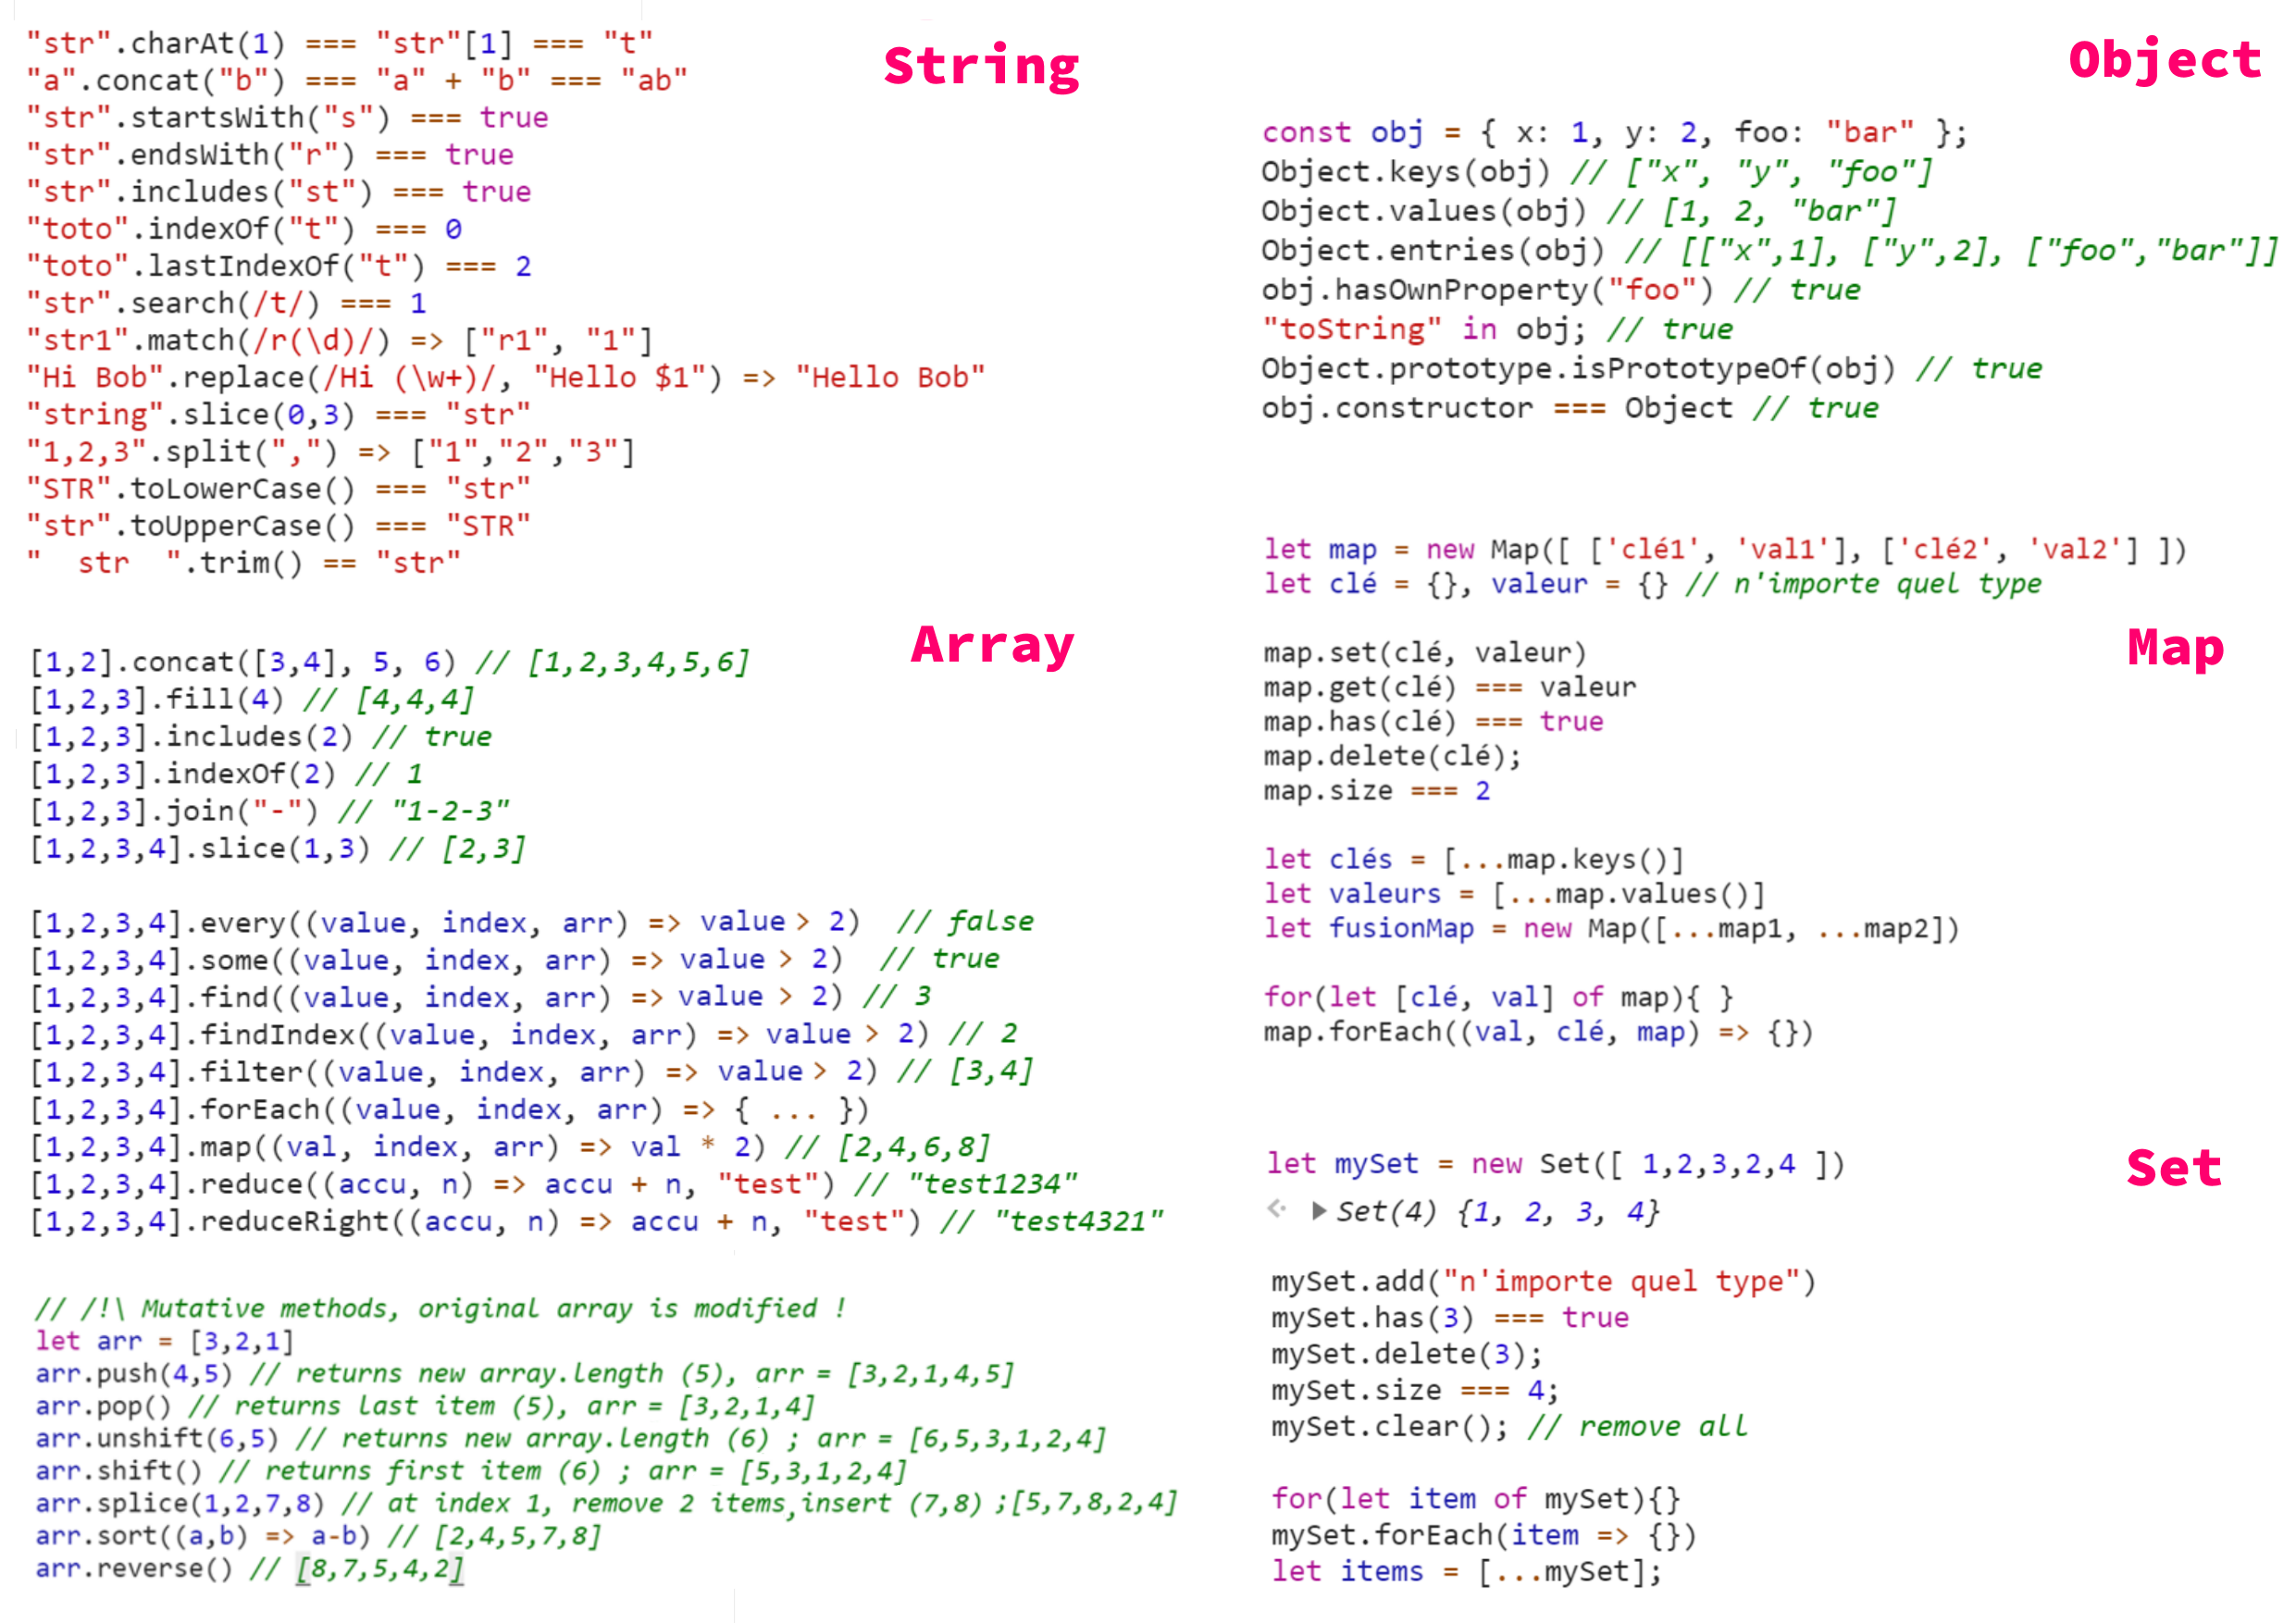 String
"str".charAt(1) === "str"[1] === "t"
"a".concat("b") === "a" + "b" === "ab"
"str".startsWith("s") === true
"str".endsWith("r") === true
"str".includes("st") === true
"toto".indexOf("t") === 0
"toto".lastIndexOf("t") === 2
"str".search(/t/) === 1
"str1".match(/r(\d)/) => ["r1", "1"]
"Hi Bob".replace(/Hi (\w+)/, "Hello $1") => "Hello Bob"
"string".slice(0,3) === "str"
"1,2,3".split(",") => ["1","2","3"]
"STR".toLowerCase() === "str"
"str".toUpperCase() === "STR"
"  str  ".trim() == "str"
Array
[1,2].concat([3,4], 5, 6) // [1,2,3,4,5,6]
[1,2,3].fill(4) // [4,4,4]
[1,2,3].includes(2) // true
[1,2,3].indexOf(2) // 1
[1,2,3].join("-") // "1-2-3"
[1,2,3,4].slice(1,3) // [2,3]
[1,2,3,4].every((value, index, arr) => value > 2)  // false
[1,2,3,4].some((value, index, arr) => value > 2)  // true
[1,2,3,4].find((value, index, arr) => value > 2) // 3
[1,2,3,4].findIndex((value, index, arr) => value > 2) // 2
[1,2,3,4].filter((value, index, arr) => value > 2) // [3,4]
[1,2,3,4].forEach((value, index, arr) => { ... })
[1,2,3,4].map((val, index, arr) => val * 2) // [2,4,6,8]
[1,2,3,4].reduce((accu, n) => accu + n, "test") // "test1234"
[1,2,3,4].reduceRight((accu, n) => accu + n, "test") // "test4321"
// /!\ Mutative methods, original array is modified !
let arr = [3,2,1]
arr.push(4,5) // returns new array.length (5), arr = [3,2,1,4,5]
arr.pop() // returns last item (5), arr = [3,2,1,4]
arr.unshift(6,5) // returns new array.length (6) ; arr = [6,5,3,1,2,4]
arr.shift() // returns first item (6) ; arr = [5,3,1,2,4]
arr.splice(1,2,7,8) // at index 1, remove 2 items,insert (7,8) ;[5,7,8,2,4]
arr.sort((a,b) => a-b) // [2,4,5,7,8]
arr.reverse() // [8,7,5,4,2]
Object
const obj = { x: 1, y: 2, foo: "bar" };
Object.keys(obj) // ["x", "y", "foo"]
Object.values(obj) // [1, 2, "bar"]
Object.entries(obj) // [["x",1], ["y",2], ["foo","bar"]]
obj.hasOwnProperty("foo") // true
"toString" in obj; // true
Object.prototype.isPrototypeOf(obj) // true
obj.constructor === Object // true
let map = new Map([ ['clé1', 'val1'], ['clé2', 'val2'] ])
let clé = {}, valeur = {} // n'importe quel type
Map
map.set(clé, valeur)
map.get(clé) === valeur
map.has(clé) === true
map.delete(clé);
map.size === 2
let clés = [...map.keys()]
let valeurs = [...map.values()]
let fusionMap = new Map([...map1, ...map2])
for(let [clé, val] of map){ }
map.forEach((val, clé, map) => {})
Set
let mySet = new Set([ 1,2,3,2,4 ])
Set(4) {1, 2, 3, 4}
mySet.add("n'importe quel type")
mySet.has(3) === true
mySet.delete(3);
mySet.size === 4;
mySet.clear(); // remove all
for(let item of mySet){}
mySet.forEach(item => {})
let items = [...mySet];